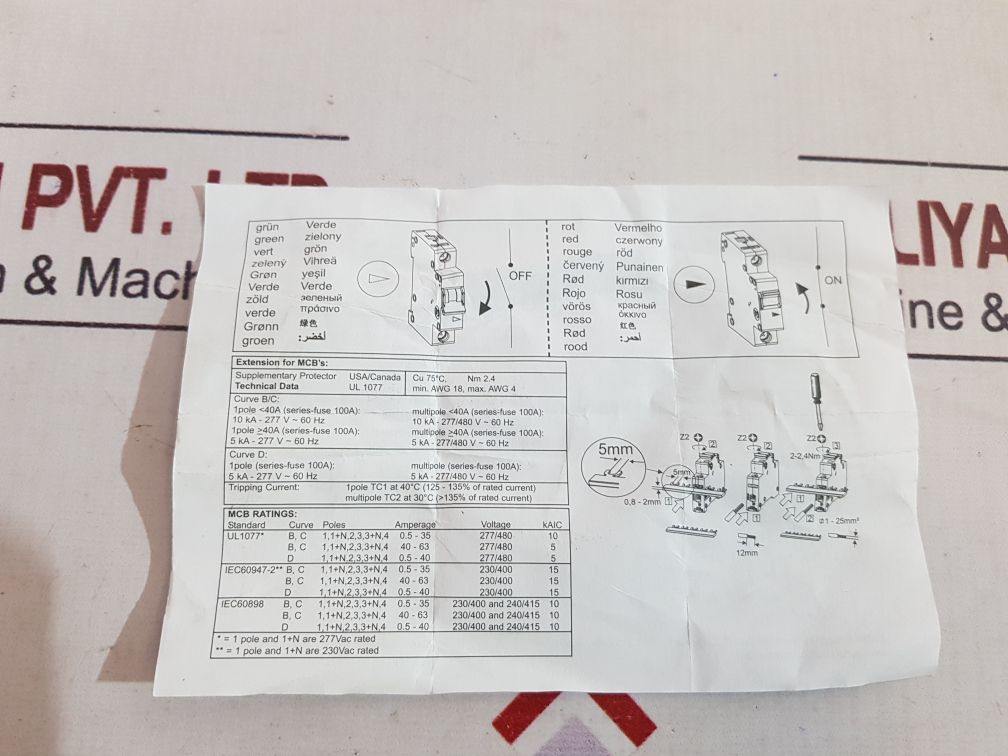 PVT. LTD
LIYA
& Mach
ine &
grün Verde
green zielony
vert grön
zelený Vihreä
Grøn yeşil
Verde Verde
zöld зеленый
verde πράσινο
Grønn 绿色
groen أخضر:
OFF
rot Vermelho
red czerwony
rouge röd
červený Punainen
Rød kırmızı
Rojo Rosu
vörös красный
rosso όκκινο
Rød 红色
rood أحمر:
ON
Extension for MCB's:
Supplementary Protector USA/Canada Cu 75°C, Nm 2.4
Technical Data UL 1077 min. AWG 18, max. AWG 4
Curve B/C:
1pole <40A (series-fuse 100A): multipole <40A (series-fuse 100A):
10 kA - 277 V ~ 60 Hz 10 kA - 277/480 V ~ 60 Hz
1pole ≥40A (series-fuse 100A): multipole ≥40A (series-fuse 100A):
5 kA - 277 V ~ 60 Hz 5 kA - 277/480 V ~ 60 Hz
Curve D:
1pole (series-fuse 100A): multipole (series-fuse 100A):
5 kA - 277 V ~ 60 Hz 5 kA - 277/480 V ~ 60 Hz
Tripping Current: 1pole TC1 at 40°C (125 - 135% of rated current)
multipole TC2 at 30°C (>135% of rated current)
MCB RATINGS:
Standard Curve Poles Amperage Voltage kAIC
UL1077* B, C 1,1+N,2,3,3+N,4 0.5 - 35 277/480 10
B, C 1,1+N,2,3,3+N,4 40 - 63 277/480 5
D 1,1+N,2,3,3+N,4 0.5 - 40 277/480 5
IEC60947-2** B, C 1,1+N,2,3,3+N,4 0.5 - 35 230/400 15
B, C 1,1+N,2,3,3+N,4 40 - 63 230/400 15
D 1,1+N,2,3,3+N,4 0.5 - 40 230/400 15
IEC60898 B, C 1,1+N,2,3,3+N,4 0.5 - 35 230/400 and 240/415 10
B, C 1,1+N,2,3,3+N,4 40 - 63 230/400 and 240/415 10
D 1,1+N,2,3,3+N,4 0.5 - 40 230/400 and 240/415 10
* = 1 pole and 1+N are 277Vac rated
** = 1 pole and 1+N are 230Vac rated
Z2 2 Z2 2 Z2 3
5mm
2-2,4Nm
5mm
0,8 - 2mm 1
1
2 ø1 - 25mm²
12mm